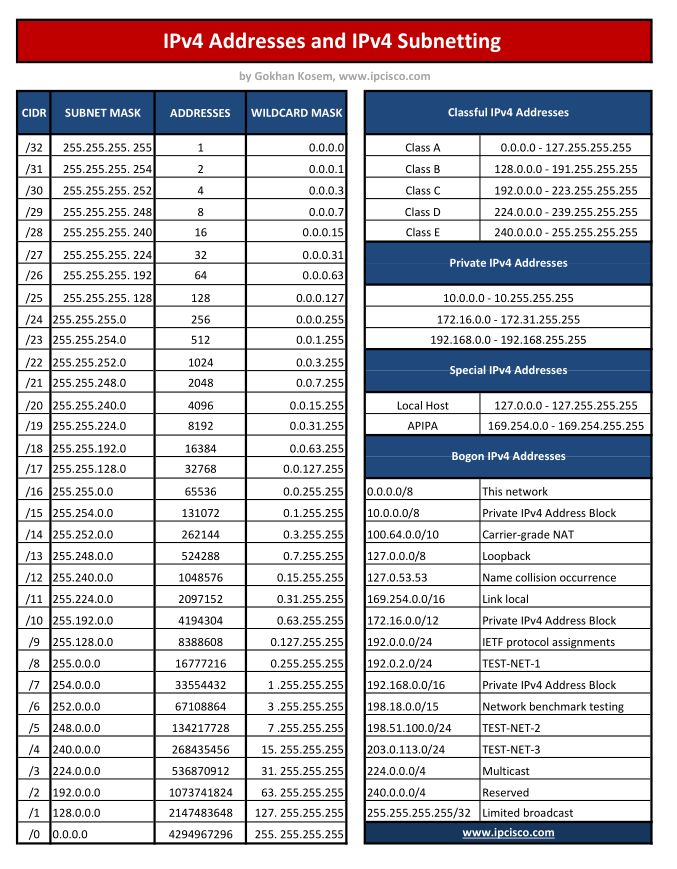 IPv4 Addresses and IPv4 Subnetting
by Gokhan Kosem, www.ipcisco.com
CIDR SUBNET MASK ADDRESSES WILDCARD MASK
/32 255.255.255. 255 1 0.0.0.0
/31 255.255.255. 254 2 0.0.0.1
/30 255.255.255. 252 4 0.0.0.3
/29 255.255.255. 248 8 0.0.0.7
/28 255.255.255. 240 16 0.0.0.15
/27 255.255.255. 224 32 0.0.0.31
/26 255.255.255. 192 64 0.0.0.63
/25 255.255.255. 128 128 0.0.0.127
/24 255.255.255.0 256 0.0.0.255
/23 255.255.254.0 512 0.0.1.255
/22 255.255.252.0 1024 0.0.3.255
/21 255.255.248.0 2048 0.0.7.255
/20 255.255.240.0 4096 0.0.15.255
/19 255.255.224.0 8192 0.0.31.255
/18 255.255.192.0 16384 0.0.63.255
/17 255.255.128.0 32768 0.0.127.255
/16 255.255.0.0 65536 0.0.255.255
/15 255.254.0.0 131072 0.1.255.255
/14 255.252.0.0 262144 0.3.255.255
/13 255.248.0.0 524288 0.7.255.255
/12 255.240.0.0 1048576 0.15.255.255
/11 255.224.0.0 2097152 0.31.255.255
/10 255.192.0.0 4194304 0.63.255.255
/9 255.128.0.0 8388608 0.127.255.255
/8 255.0.0.0 16777216 0.255.255.255
/7 254.0.0.0 33554432 1 .255.255.255
/6 252.0.0.0 67108864 3 .255.255.255
/5 248.0.0.0 134217728 7 .255.255.255
/4 240.0.0.0 268435456 15. 255.255.255
/3 224.0.0.0 536870912 31. 255.255.255
/2 192.0.0.0 1073741824 63. 255.255.255
/1 128.0.0.0 2147483648 127. 255.255.255
/0 0.0.0.0 4294967296 255. 255.255.255
Classful IPv4 Addresses
Class A 0.0.0.0 - 127.255.255.255
Class B 128.0.0.0 - 191.255.255.255
Class C 192.0.0.0 - 223.255.255.255
Class D 224.0.0.0 - 239.255.255.255
Class E 240.0.0.0 - 255.255.255.255
Private IPv4 Addresses
10.0.0.0 - 10.255.255.255
172.16.0.0 - 172.31.255.255
192.168.0.0 - 192.168.255.255
Special IPv4 Addresses
Local Host 127.0.0.0 - 127.255.255.255
APIPA 169.254.0.0 - 169.254.255.255
Bogon IPv4 Addresses
0.0.0.0/8 This network
10.0.0.0/8 Private IPv4 Address Block
100.64.0.0/10 Carrier-grade NAT
127.0.0.0/8 Loopback
127.0.53.53 Name collision occurrence
169.254.0.0/16 Link local
172.16.0.0/12 Private IPv4 Address Block
192.0.0.0/24 IETF protocol assignments
192.0.2.0/24 TEST-NET-1
192.168.0.0/16 Private IPv4 Address Block
198.18.0.0/15 Network benchmark testing
198.51.100.0/24 TEST-NET-2
203.0.113.0/24 TEST-NET-3
224.0.0.0/4 Multicast
240.0.0.0/4 Reserved
255.255.255.255/32 Limited broadcast
www.ipcisco.com